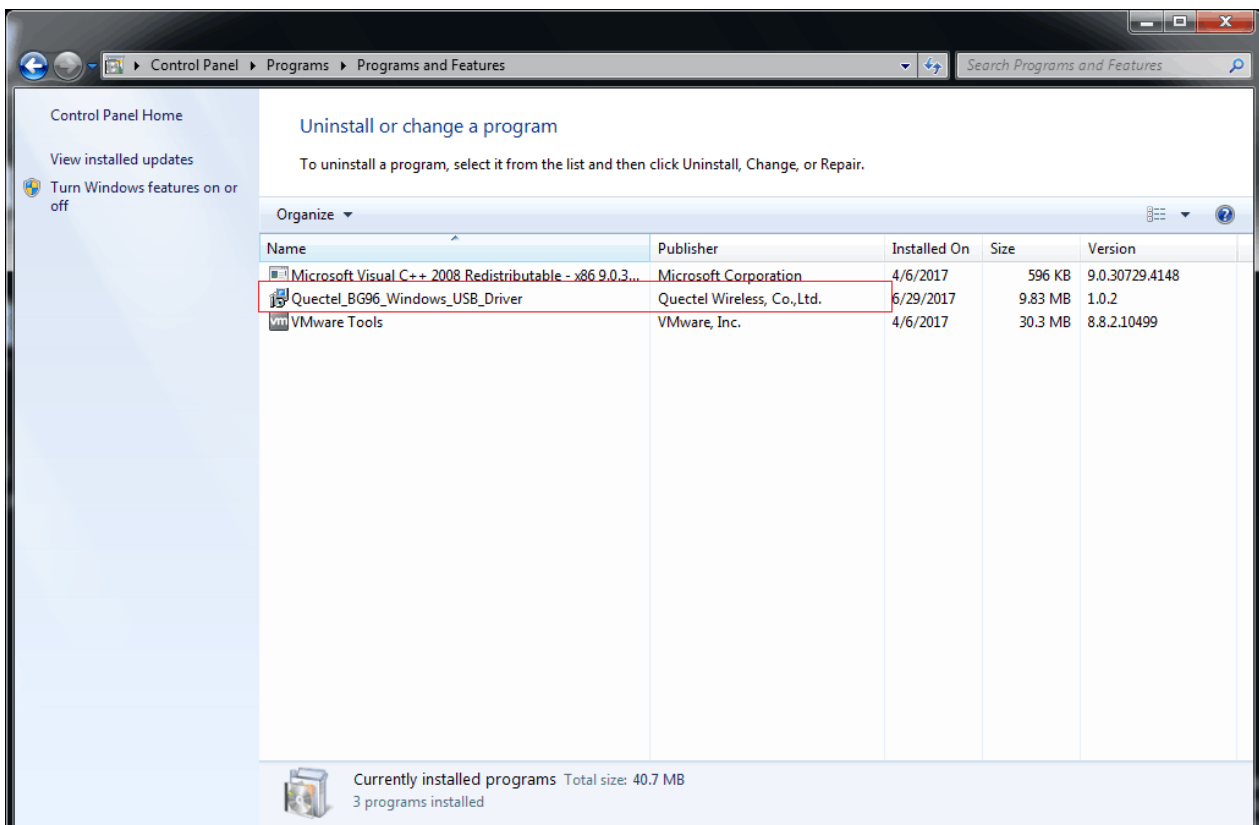 Control Panel Programs Programs and Features Search Programs and Features
Control Panel Home
View installed updates
Turn Windows features on or
off
Uninstall or change a program
To uninstall a program, select it from the list and then click Uninstall, Change, or Repair.
Organize
Name Publisher Installed On Size Version
Microsoft Visual C++ 2008 Redistributable - x86 9.0.3... Microsoft Corporation 4/6/2017 596 KB 9.0.30729.4148
Quectel_BG96_Windows_USB_Driver Quectel Wireless, Co.,Ltd. 6/29/2017 9.83 MB 1.0.2
vm VMware Tools VMware, Inc. 4/6/2017 30.3 MB 8.8.2.10499
Currently installed programs Total size: 40.7 MB
3 programs installed